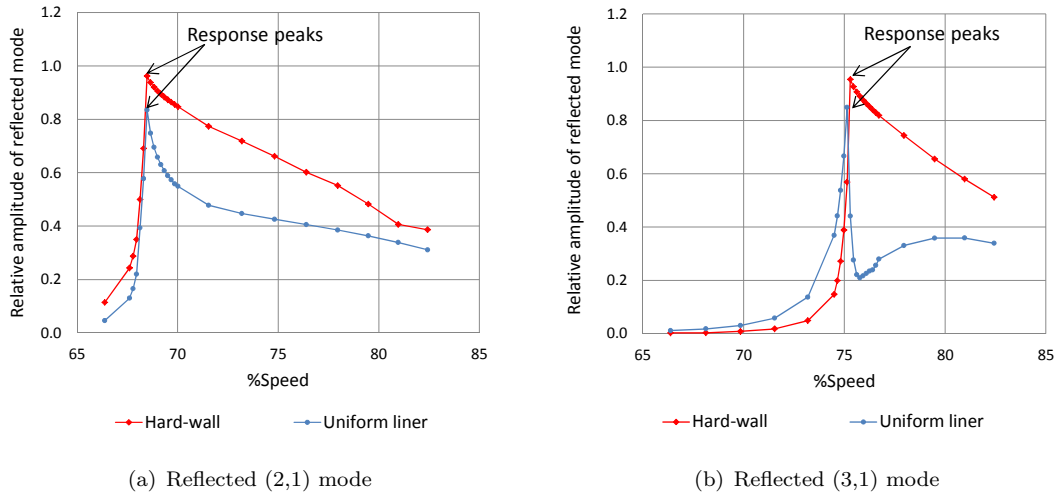 1.2
1.0
0.8
0.6
0.4
0.2
0.0
Relative amplitude of reflected mode
Response peaks
65 70 75 80 85
%Speed
Hard-wall Uniform liner
(a) Reflected (2,1) mode
1.2
1.0
0.8
0.6
0.4
0.2
0.0
Relative amplitude of reflected mode
Response peaks
65 70 75 80 85
%Speed
Hard-wall Uniform liner
(b) Reflected (3,1) mode